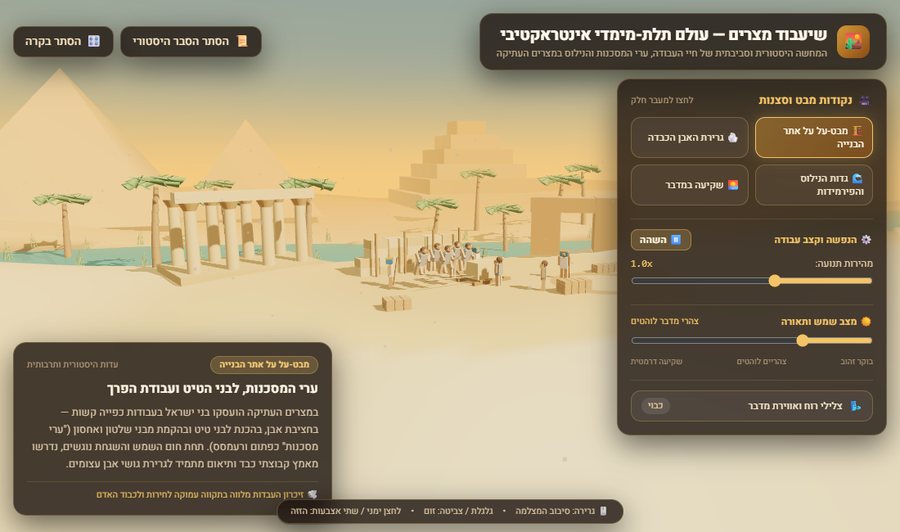 שיעבוד מצרים — עולם תלת-מימדי אינטראקטיבי
המחשה היסטורית וסביבתית של חיי העבודה, ערי המסכנות והנילוס במצרים העתיקה
הסתר הסבר היסטורי
הסתר בקרה
נקודות מבט וסצנות
לחצו למעבר חלק
מבט-על על אתר
הבנייה
גרירת האבן הכבדה
גדות הנילוס
והפירמידות
שקיעה במדבר
הנפשה וקצב עבודה
השהה
מהירות תנועה:
1.0x
מצב שמש ותאורה
צהרי מדבר לוהטים
בוקר זהוב
צהריים לוהטים
שקיעה דרמטית
צלילי רוח ואווירת מדבר
כבוי
מבט-על על אתר הבנייה
עדות היסטורית ותרבותית
ערי המסכנות, לבני הטיט ועבודת הפרך
במצרים העתיקה הועסקו בני ישראל בעבודות כפייה קשות —
בחציבת אבן, בהכנת לבני טיט ובהקמת מבני שלטון ואחסון ("ערי
מסכנות" כפתום ורעמסס). תחת חום השמש והשגחת נוגשים, נדרשו
מאמץ קבוצתי כבד ותיאום מתמיד לגרירת גושי אבן עצומים.
זיכרון העבדות מלווה בתקווה עמוקה לחירות ולכבוד האדם
גרירה: סיבוב המצלמה • גלגלת / צביטה: זום • לחצן ימני / שתי אצבעות: הזזה